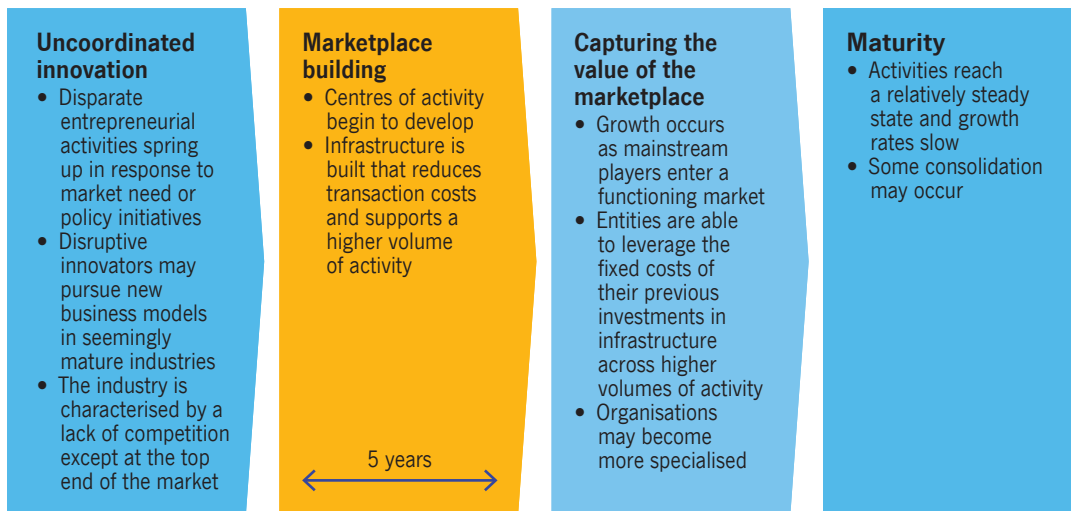 Uncoordinated
innovation
• Disparate
entrepreneurial
activities spring
up in response to
market need or
policy initiatives
• Disruptive
innovators may
pursue new
business models
in seemingly
mature industries
• The industry is
characterised by a
lack of competition
except at the top
end of the market
Marketplace
building
• Centres of activity
begin to develop
• Infrastructure is
built that reduces
transaction costs
and supports a
higher volume
of activity
5 years
Capturing the
value of the
marketplace
• Growth occurs
as mainstream
players enter a
functioning market
• Entities are able
to leverage the
fixed costs of
their previous
investments in
infrastructure
across higher
volumes of activity
• Organisations
may become
more specialised
Maturity
• Activities reach
a relatively steady
state and growth
rates slow
• Some consolidation
may occur